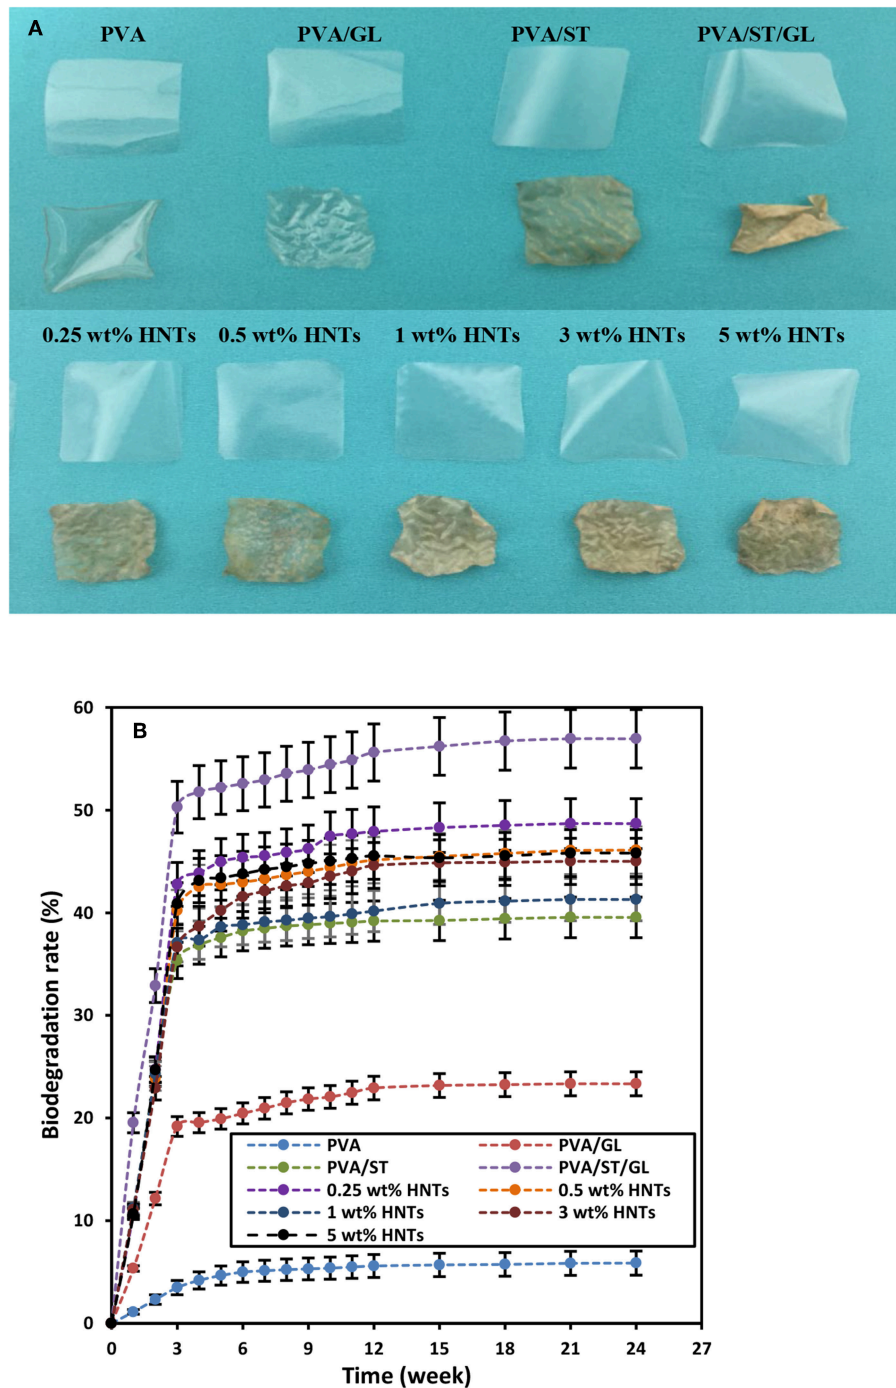 A
PVA PVA/GL PVA/ST PVA/ST/GL
0.25 wt% HNTs 0.5 wt% HNTs 1 wt% HNTs 3 wt% HNTs 5 wt% HNTs
B
Biodegradation rate (%)
60
50
40
30
20
10
0
PVA PVA/GL
PVA/ST PVA/ST/GL
0.25 wt% HNTs 0.5 wt% HNTs
1 wt% HNTs 3 wt% HNTs
5 wt% HNTs
0 3 6 9 12 15 18 21 24 27
Time (week)